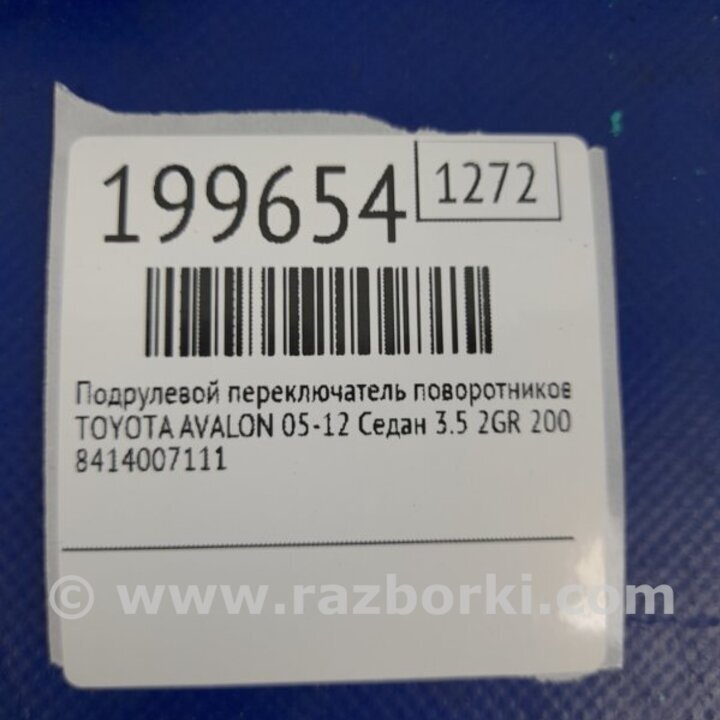 199654
1272
Подрулевой переключатель поворотников
TOYOTA AVALON 05-12 Седан 3.5 2GR 200
8414007111
© www.razborki.com